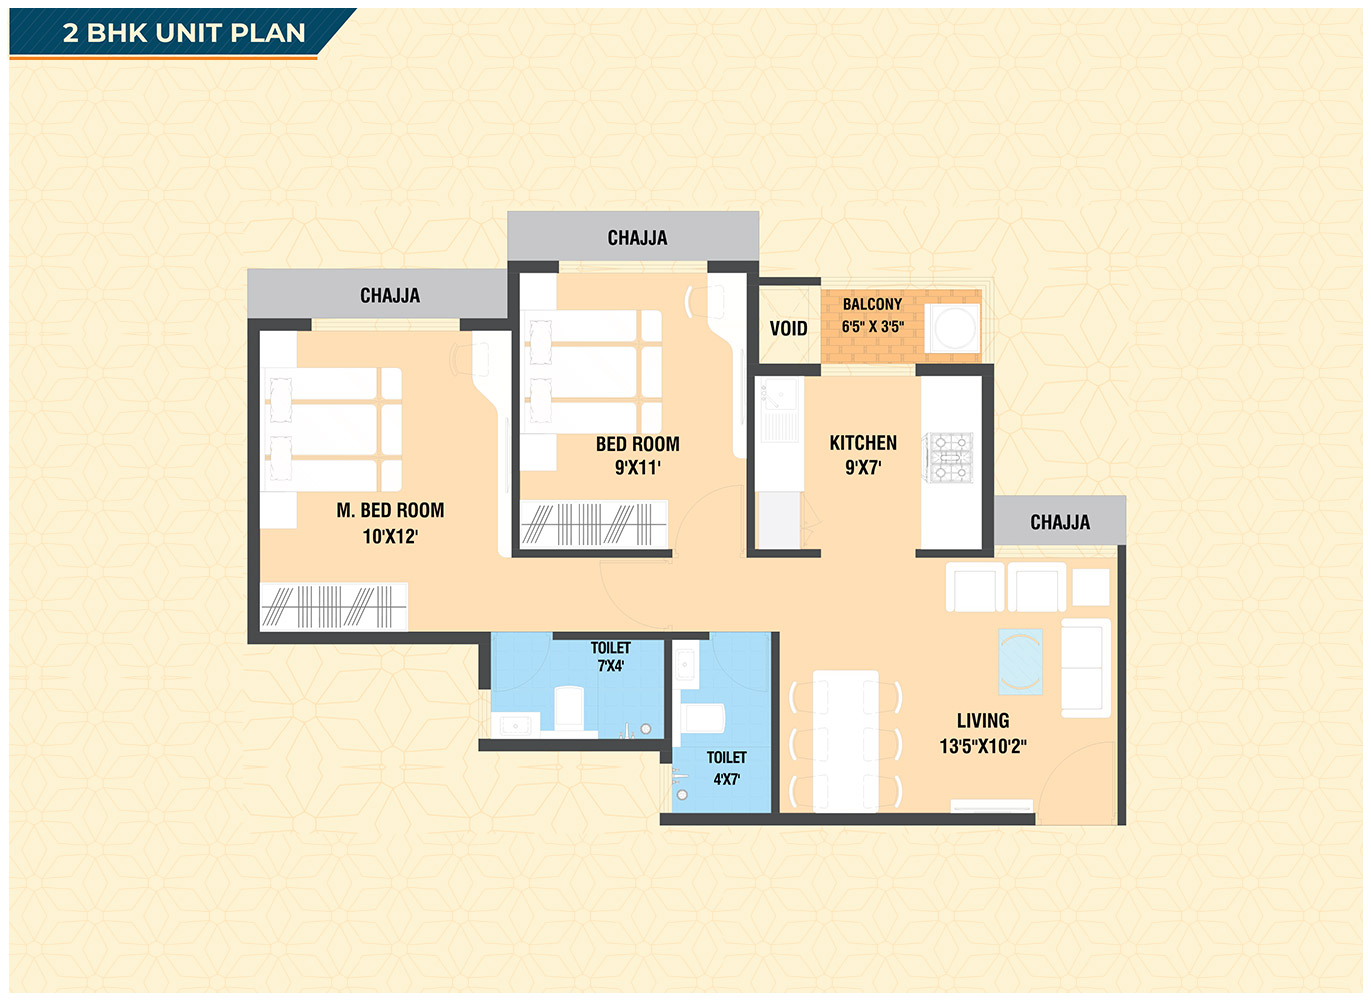 2 BHK UNIT PLAN
CHAJJA
CHAJJA
BALCONY
6'5" X 3'5"
VOID
BED ROOM
9'X11'
KITCHEN
9'X7'
M. BED ROOM
10'X12'
CHAJJA
TOILET
7'X4'
LIVING
13'5"X10'2"
TOILET
4'X7'